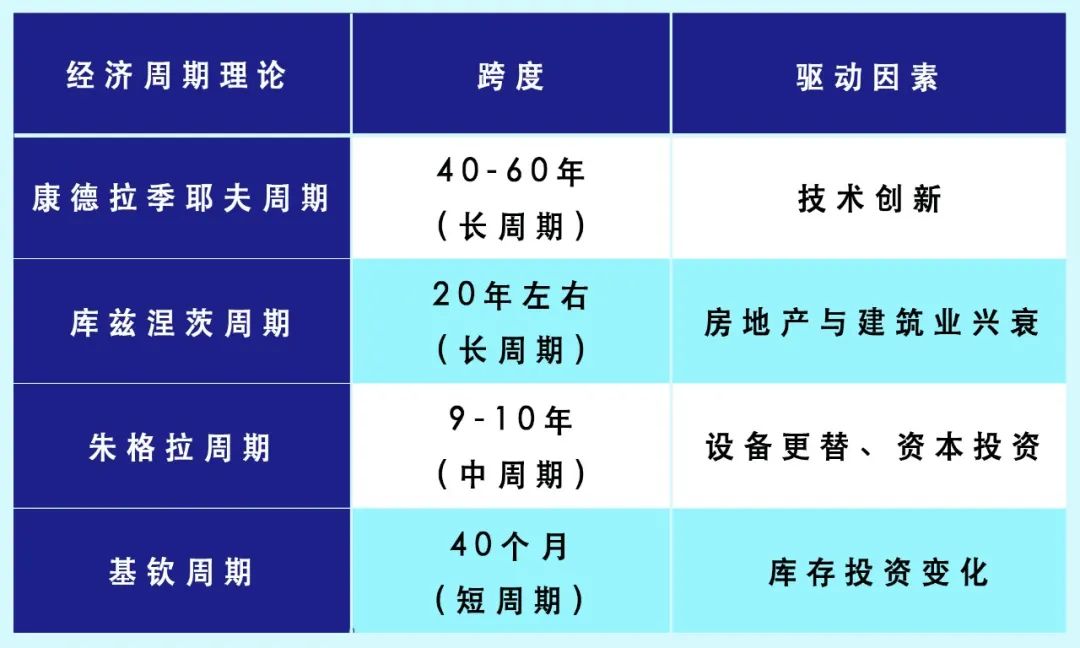 经济周期理论
跨度
驱动因素
康德拉季耶夫周期
40-60年
(长周期)
技术创新
库兹涅茨周期
20年左右
(长周期)
房地产与建筑业兴衰
朱格拉周期
9-10年
(中周期)
设备更替、资本投资
基钦周期
40个月
(短周期)
库存投资变化